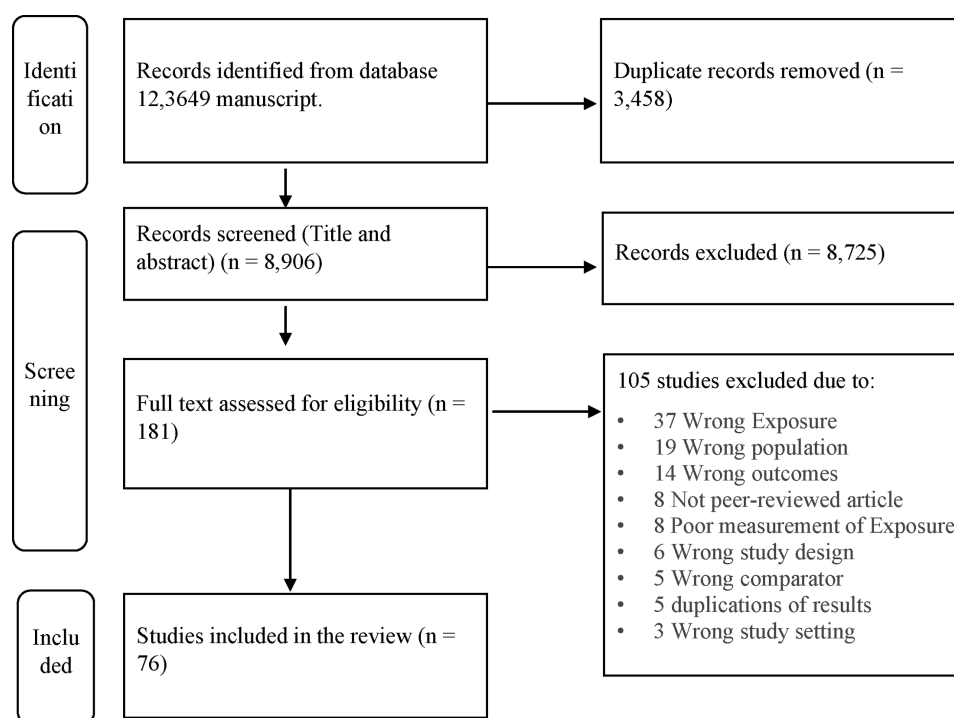 Identi
ficati
on
Records identified from database
12,3649 manuscript.
Duplicate records removed (n =
3,458)
Scree
ning
Records screened (Title and
abstract) (n = 8,906)
Records excluded (n = 8,725)
Full text assessed for eligibility (n =
181)
105 studies excluded due to:
• 37 Wrong Exposure
• 19 Wrong population
• 14 Wrong outcomes
• 8 Not peer-reviewed article
• 8 Poor measurement of Exposure
• 6 Wrong study design
• 5 Wrong comparator
• 5 duplications of results
• 3 Wrong study setting
Inclu
ded
Studies included in the review (n =
76)